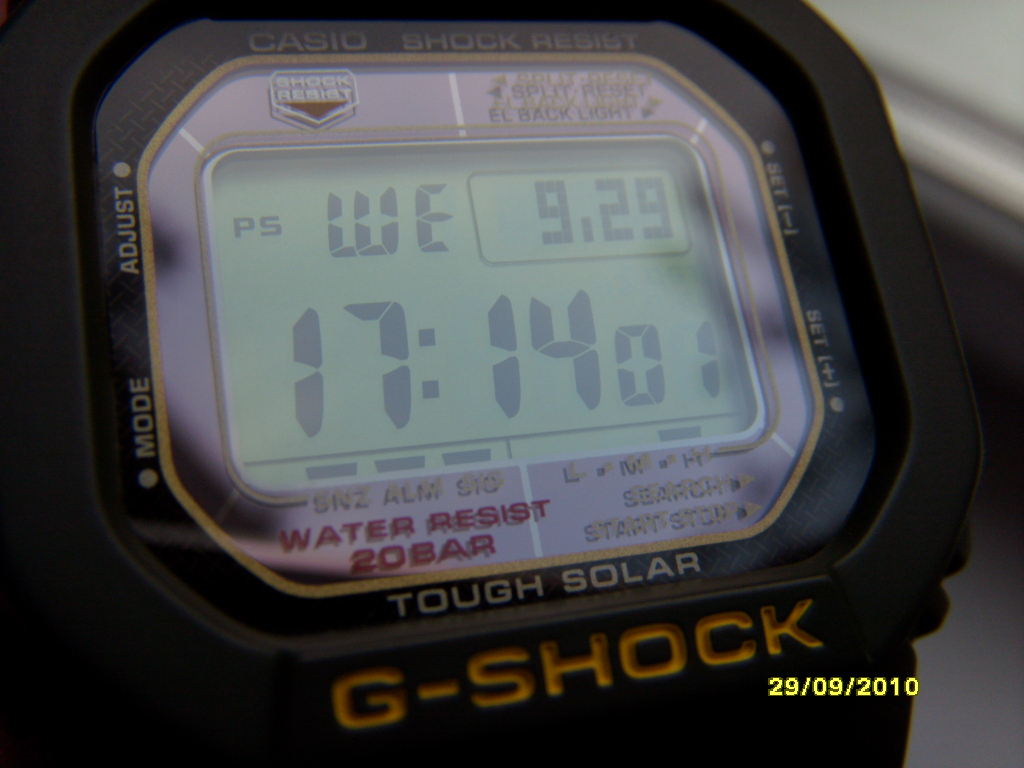 CASIO SHOCK RESIST
SHOCK
RESIST
SPLIT RESET
EL BACK LIGHT
ADJUST
SET [-]
PS WE 9.29
17:14 01
MODE
SET [+]
SNZ ALM SIG
L M H
SEARCH
START STOP
WATER RESIST
20BAR
TOUGH SOLAR
G-SHOCK
29/09/2010